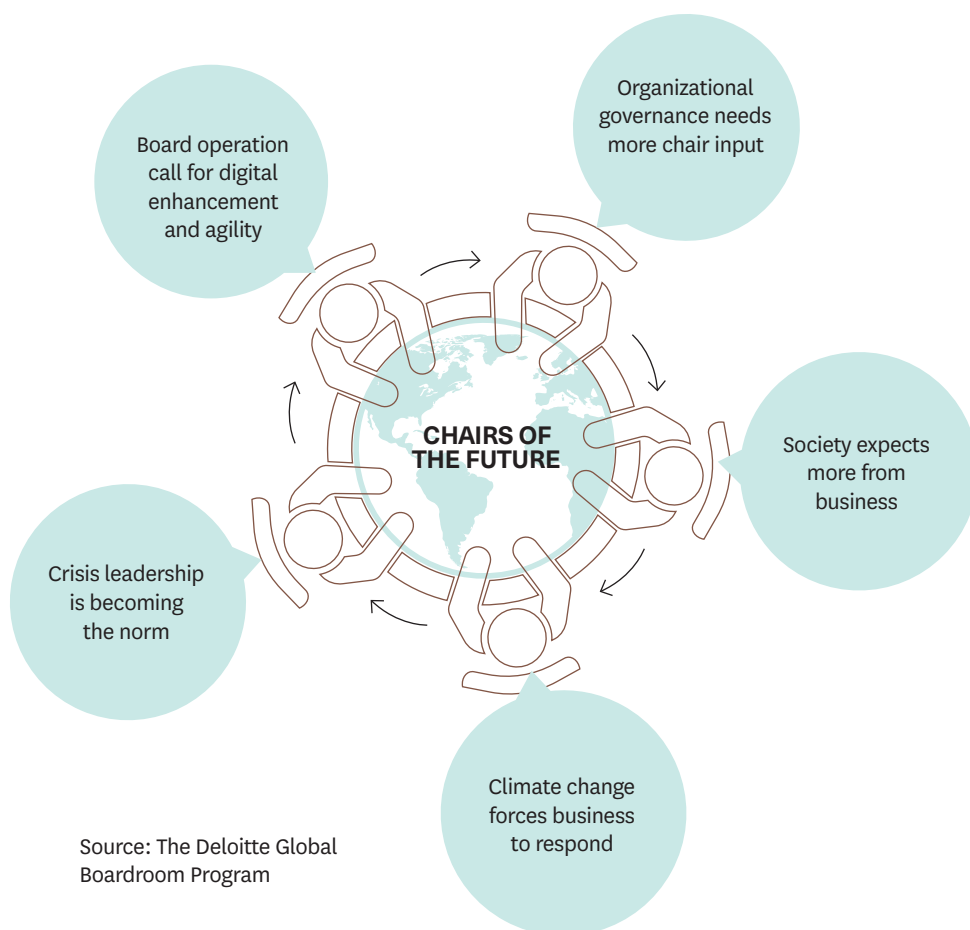 Organizational
governance needs
more chair input
Board operation
call for digital
enhancement
and agility
CHAIRS OF
THE FUTURE
Society expects
more from
business
Crisis leadership
is becoming
the norm
Climate change
forces business
to respond
Source: The Deloitte Global
Boardroom Program